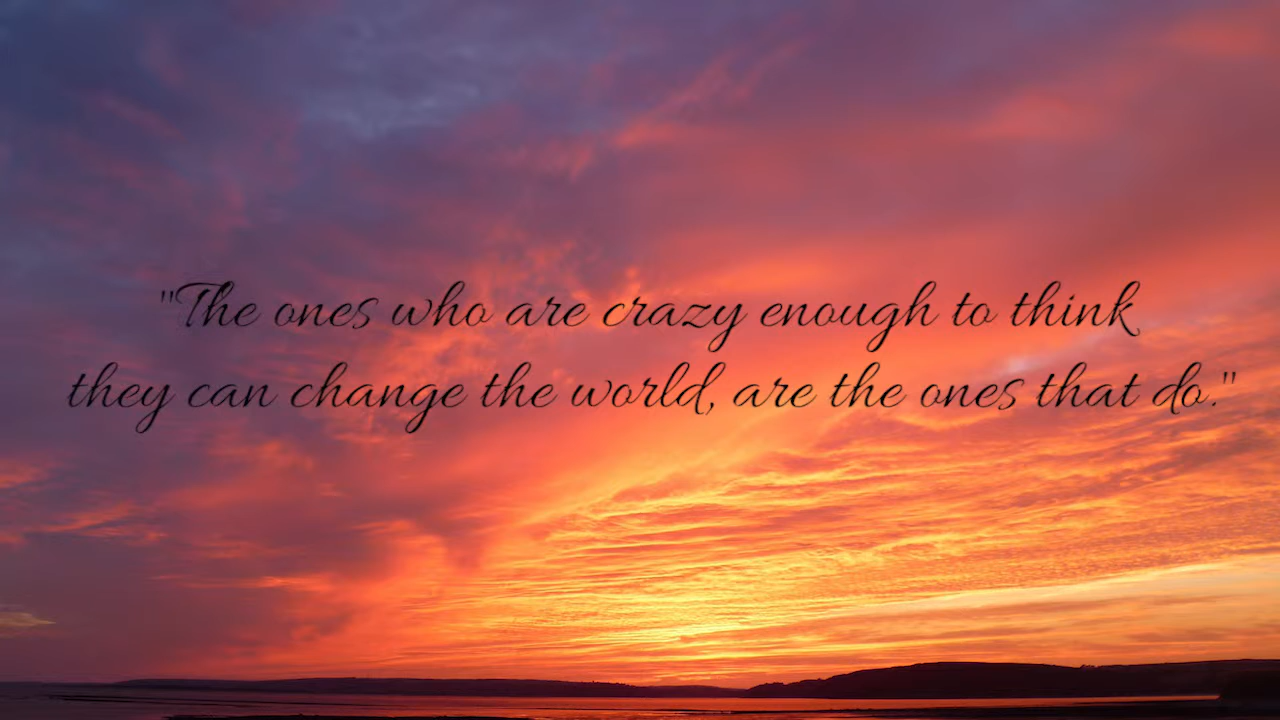 "The ones who are crazy enough to think
they can change the world, are the ones that do."